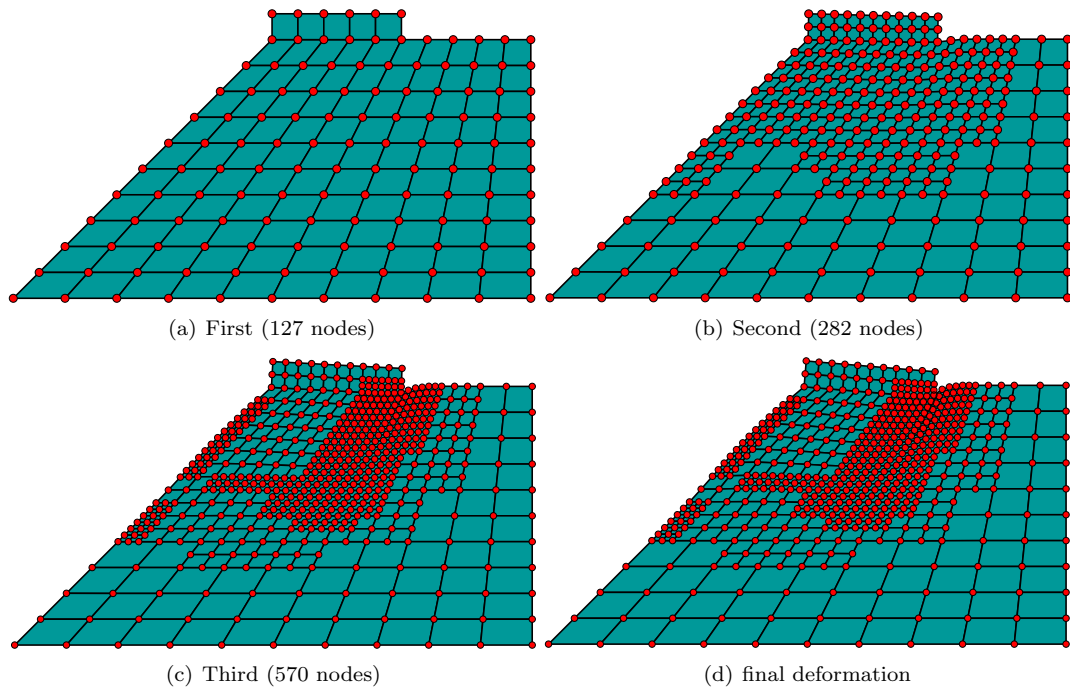 (a) First (127 nodes)
(b) Second (282 nodes)
(c) Third (570 nodes)
(d) final deformation